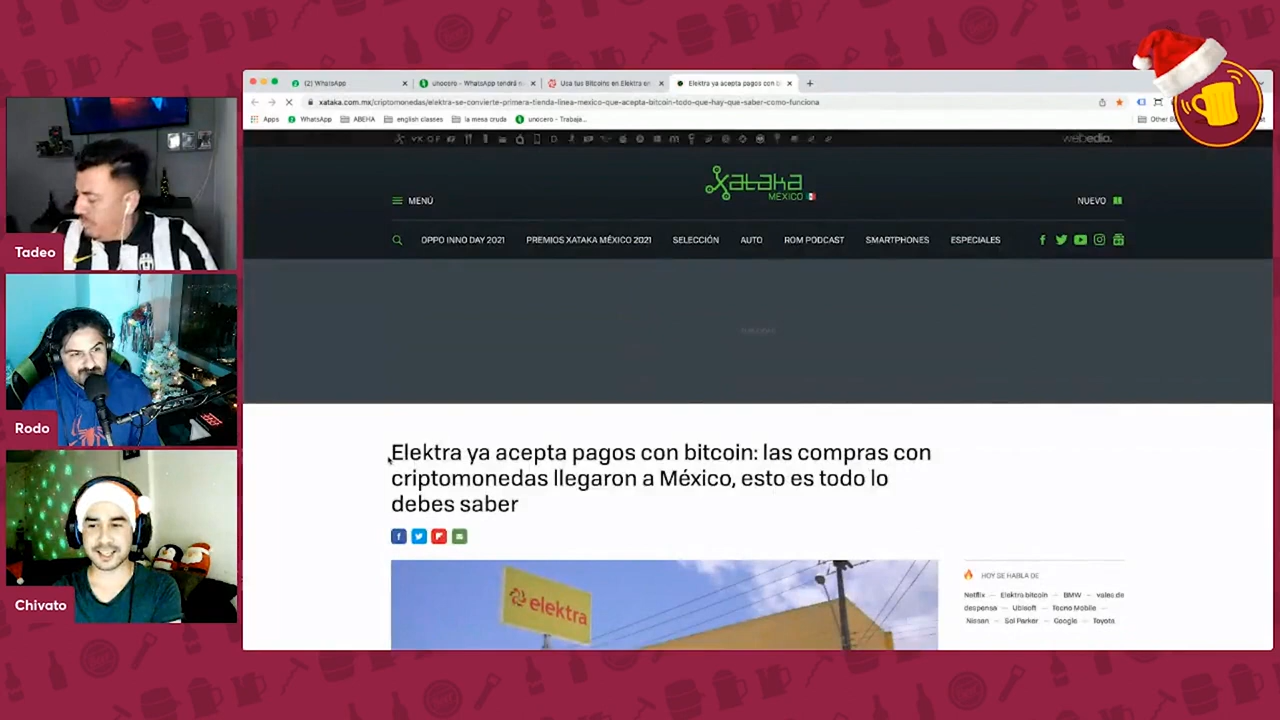 (2) WhatsApp
unocero - WhatsApp tendrá n
Usa tus Bitcoins en Elektra en
Elektra ya acepta pagos con b
xataka.com.mx/criptomonedas/elektra-se-convierte-primera-tienda-linea-mexico-que-acepta-bitcoin-todo-que-hay-que-saber-como-funciona
Apps
WhatsApp
ABEHA
english classes
la mesa cruda
unocero - Trabaja...
Other B
webedia.
xataka
MÉXICO
MENÚ
NUEVO
OPPO INNO DAY 2021
PREMIOS XATAKA MÉXICO 2021
SELECCIÓN
AUTO
ROM PODCAST
SMARTPHONES
ESPECIALES
Elektra ya acepta pagos con bitcoin: las compras con
criptomonedas llegaron a México, esto es todo lo
debes saber
elektra
HOY SE HABLA DE
Netflix — Elektra bitcoin — BMW — vales de
despensa — Ubisoft — Tecno Mobile —
Nissan — Sol Parker — Google — Toyota
Tadeo
Rodo
Chivato